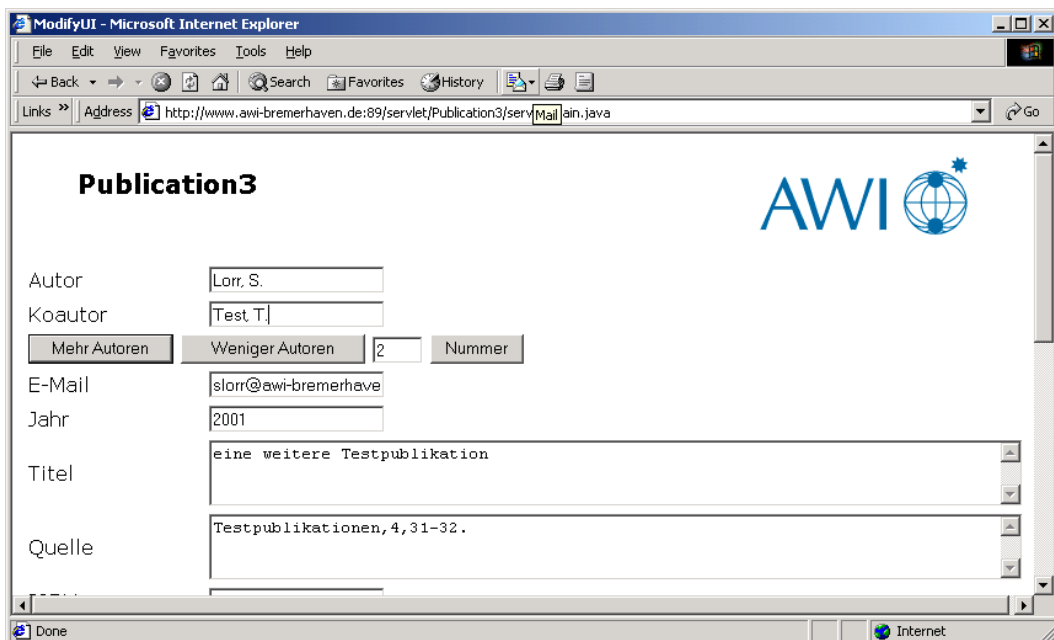 ModifyUI - Microsoft Internet Explorer
File Edit View Favorites Tools Help
Back Search Favorites History
Links » Address http://www.awi-bremerhaven.de:89/servlet/Publication3/serv Mail ain.java Go
Publication3
AWI
Autor Lorr, S.
Koautor Test T.
Mehr Autoren Weniger Autoren 2 Nummer
E-Mail slorr@awi-bremerhave
Jahr 2001
Titel eine weitere Testpublikation
Quelle Testpublikationen,4,31-32.
Done Internet